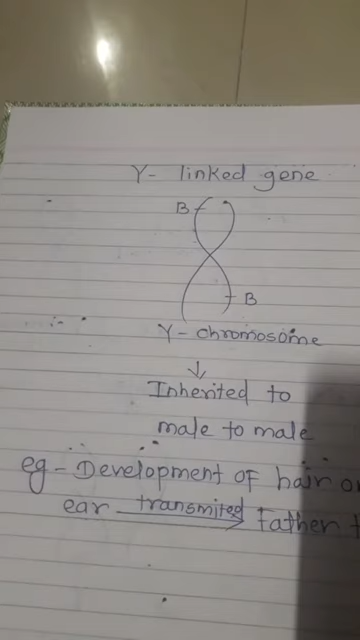 Y- linked gene
B
B
Y- chromosome
Inherited to
male to male
eg - Development of hair
ear transmited Father